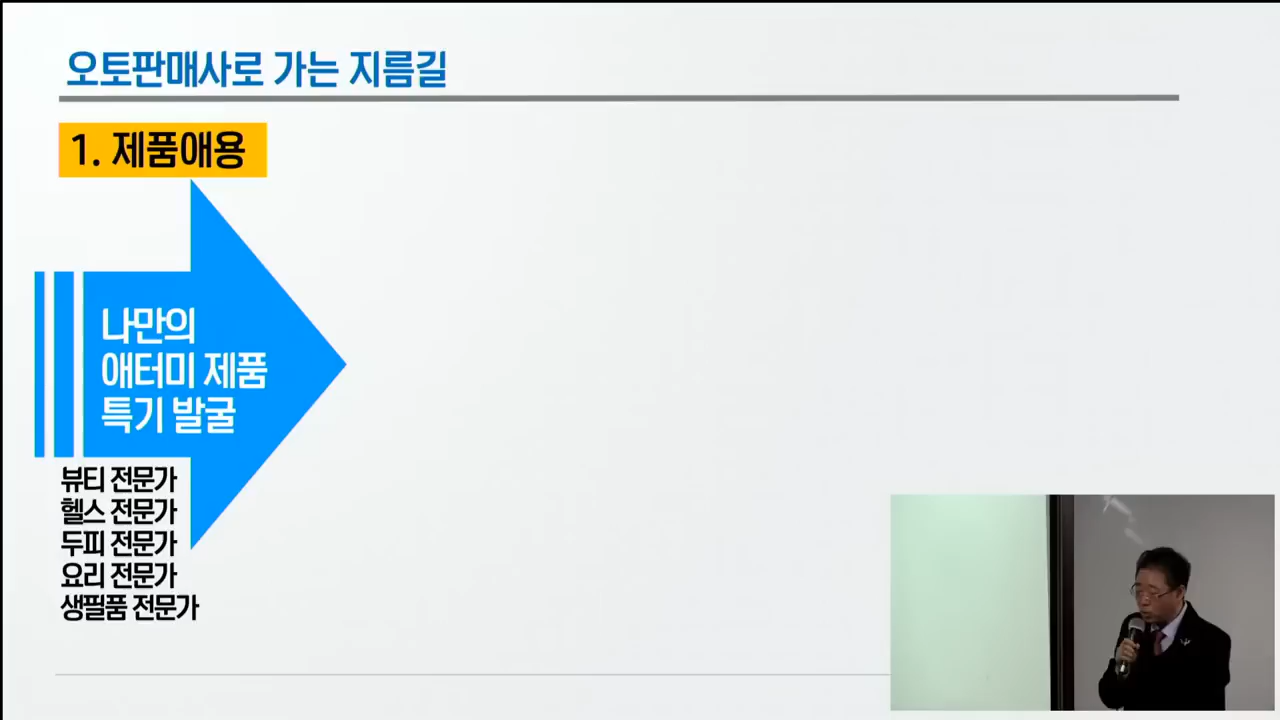 오토판매사로 가는 지름길
1. 제품애용
나만의
애터미 제품
특기 발굴
뷰티 전문가
헬스 전문가
두피 전문가
요리 전문가
생필품 전문가